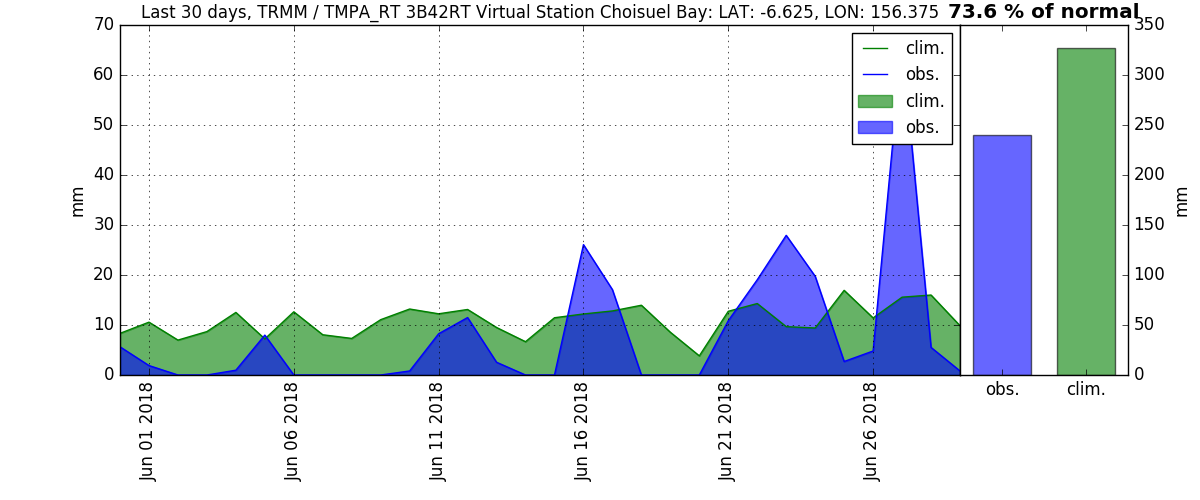 Last 30 days, TRMM / TMPA_RT 3B42RT Virtual Station Choisuel Bay: LAT: -6.625, LON: 156.375
73.6 % of normal
70
60
50
40
30
20
10
0
mm
clim.
obs.
clim.
obs.
Jun 01 2018
Jun 06 2018
Jun 11 2018
Jun 16 2018
Jun 21 2018
Jun 26 2018
350
300
250
200
150
100
50
0
mm
obs.
clim.